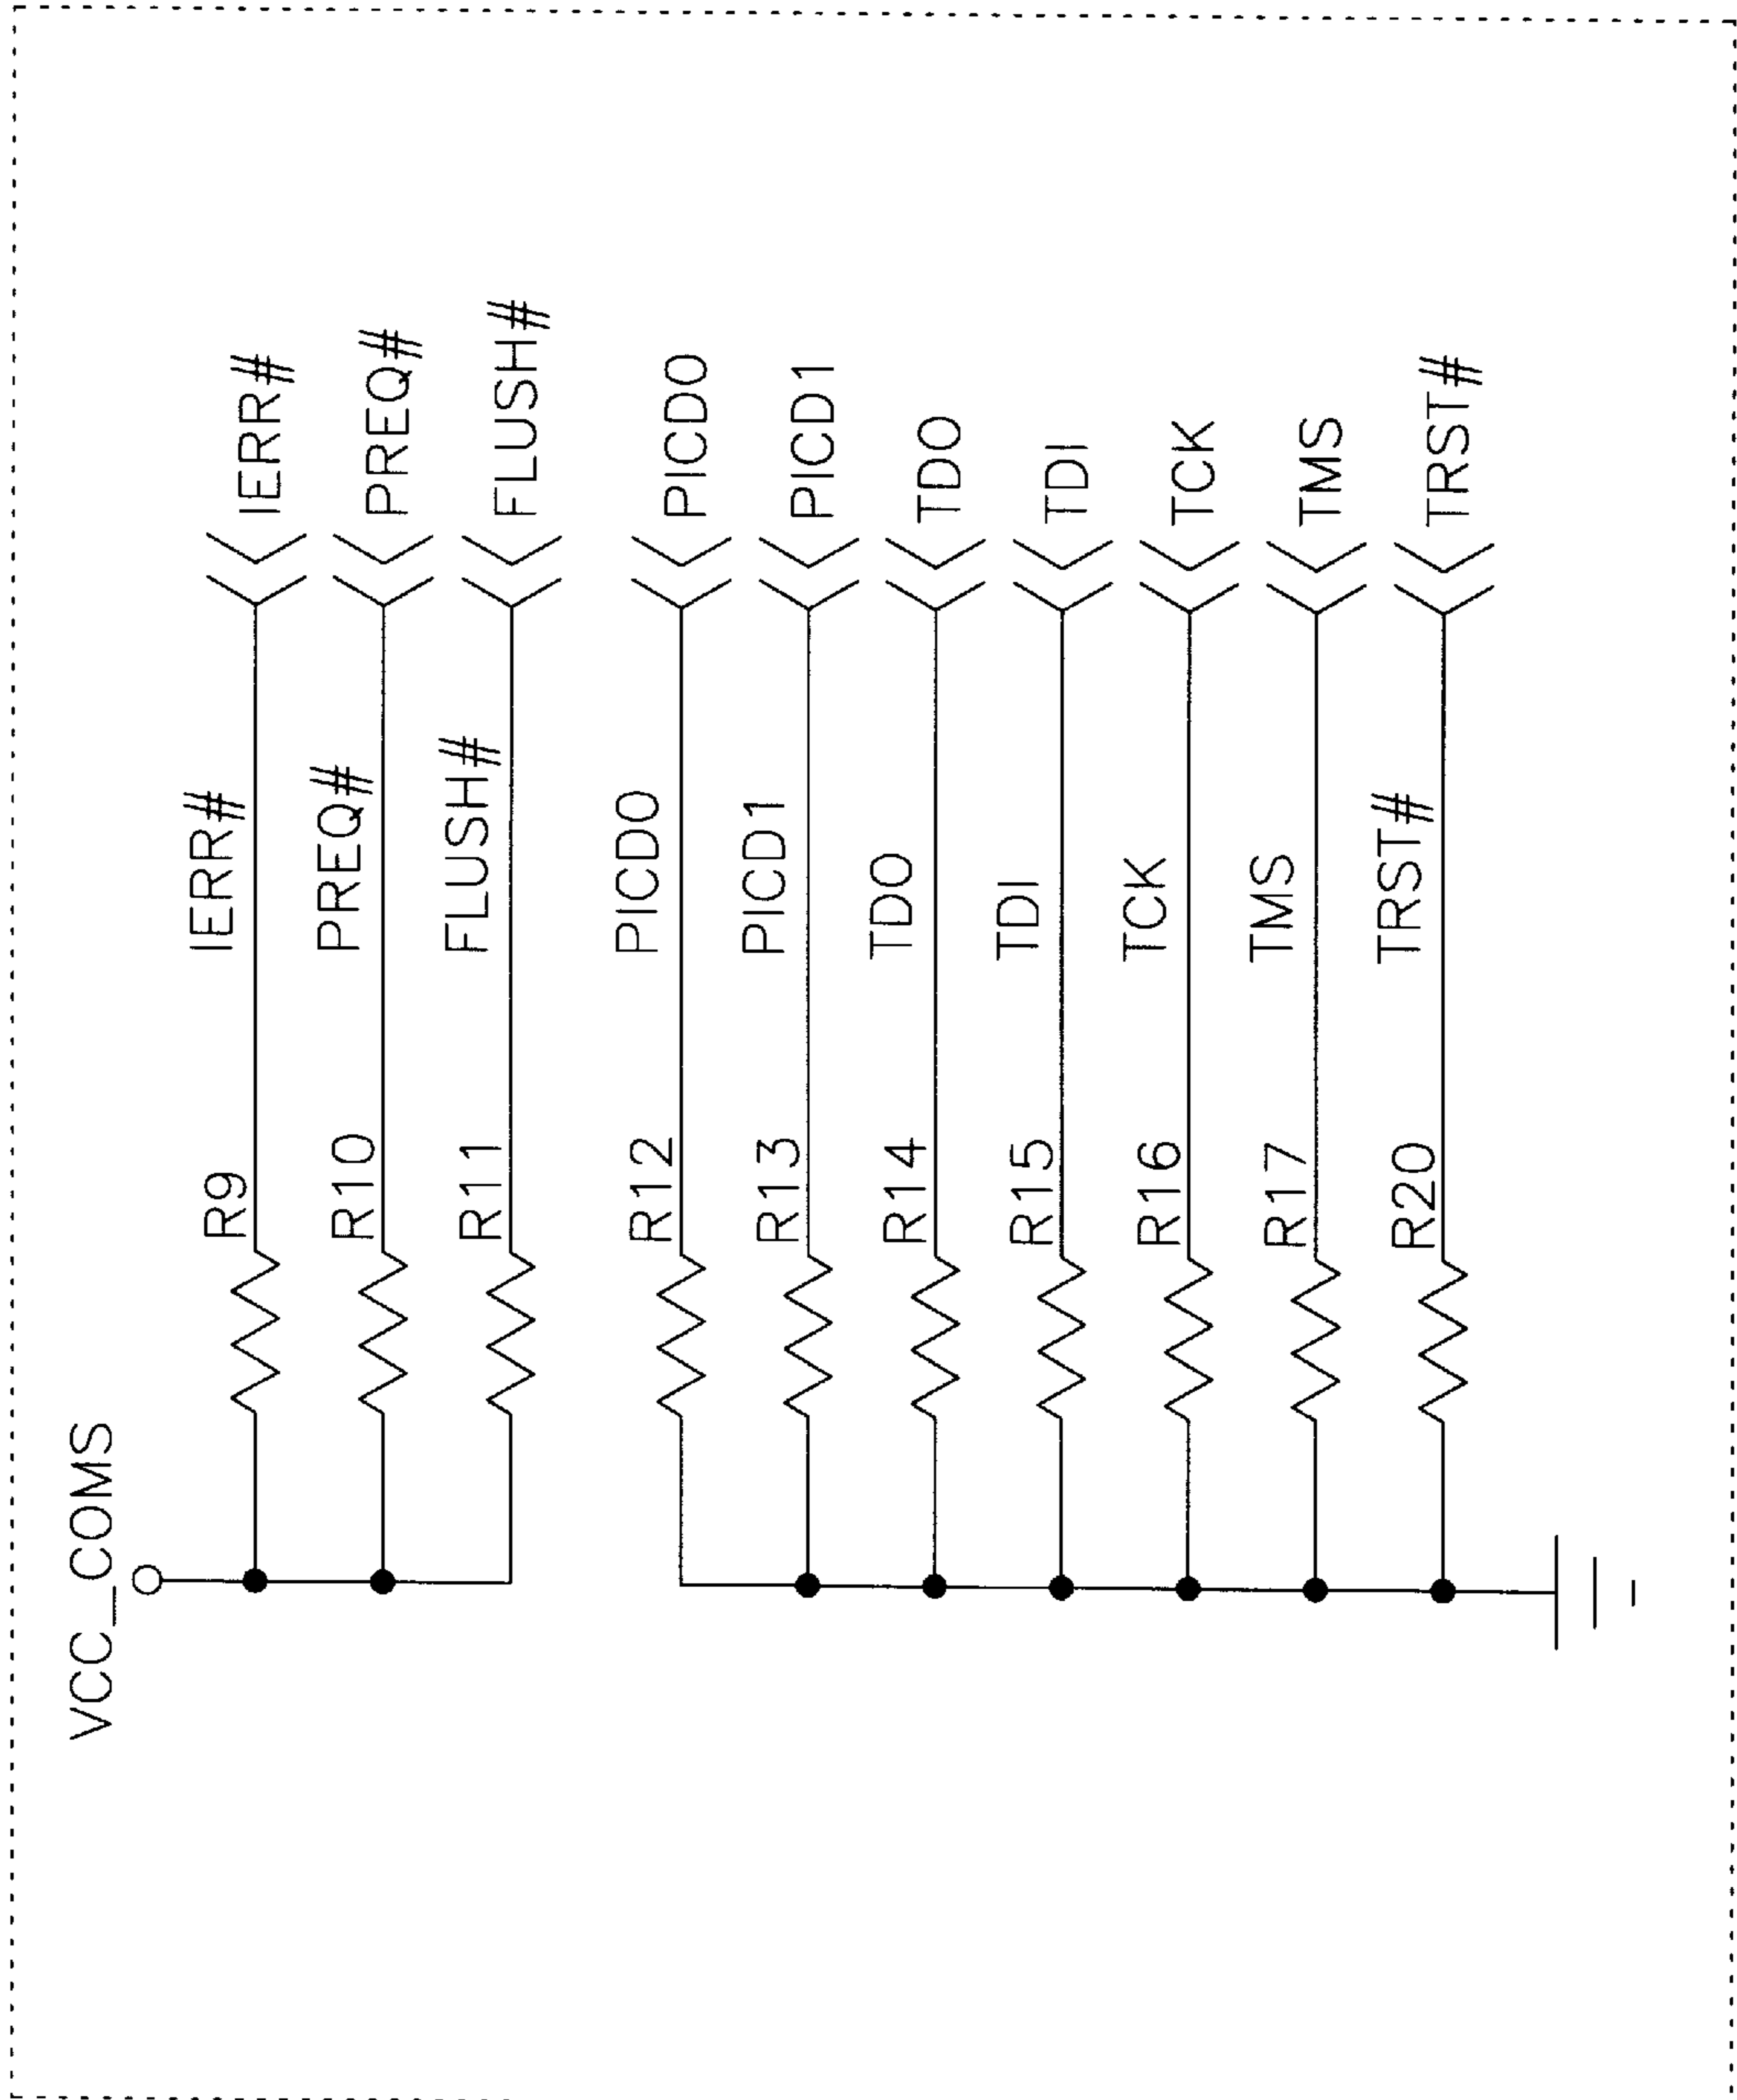 VCC_COMS
R9 IERR# IERR#
R10 PREQ# PREQ#
R11 FLUSH# FLUSH#
R12 PICD0 PICD0
R13 PICD1 PICD1
R14 TDO TDO
R15 TDI TDI
R16 TCK TCK
R17 TMS TMS
R20 TRST# TRST#